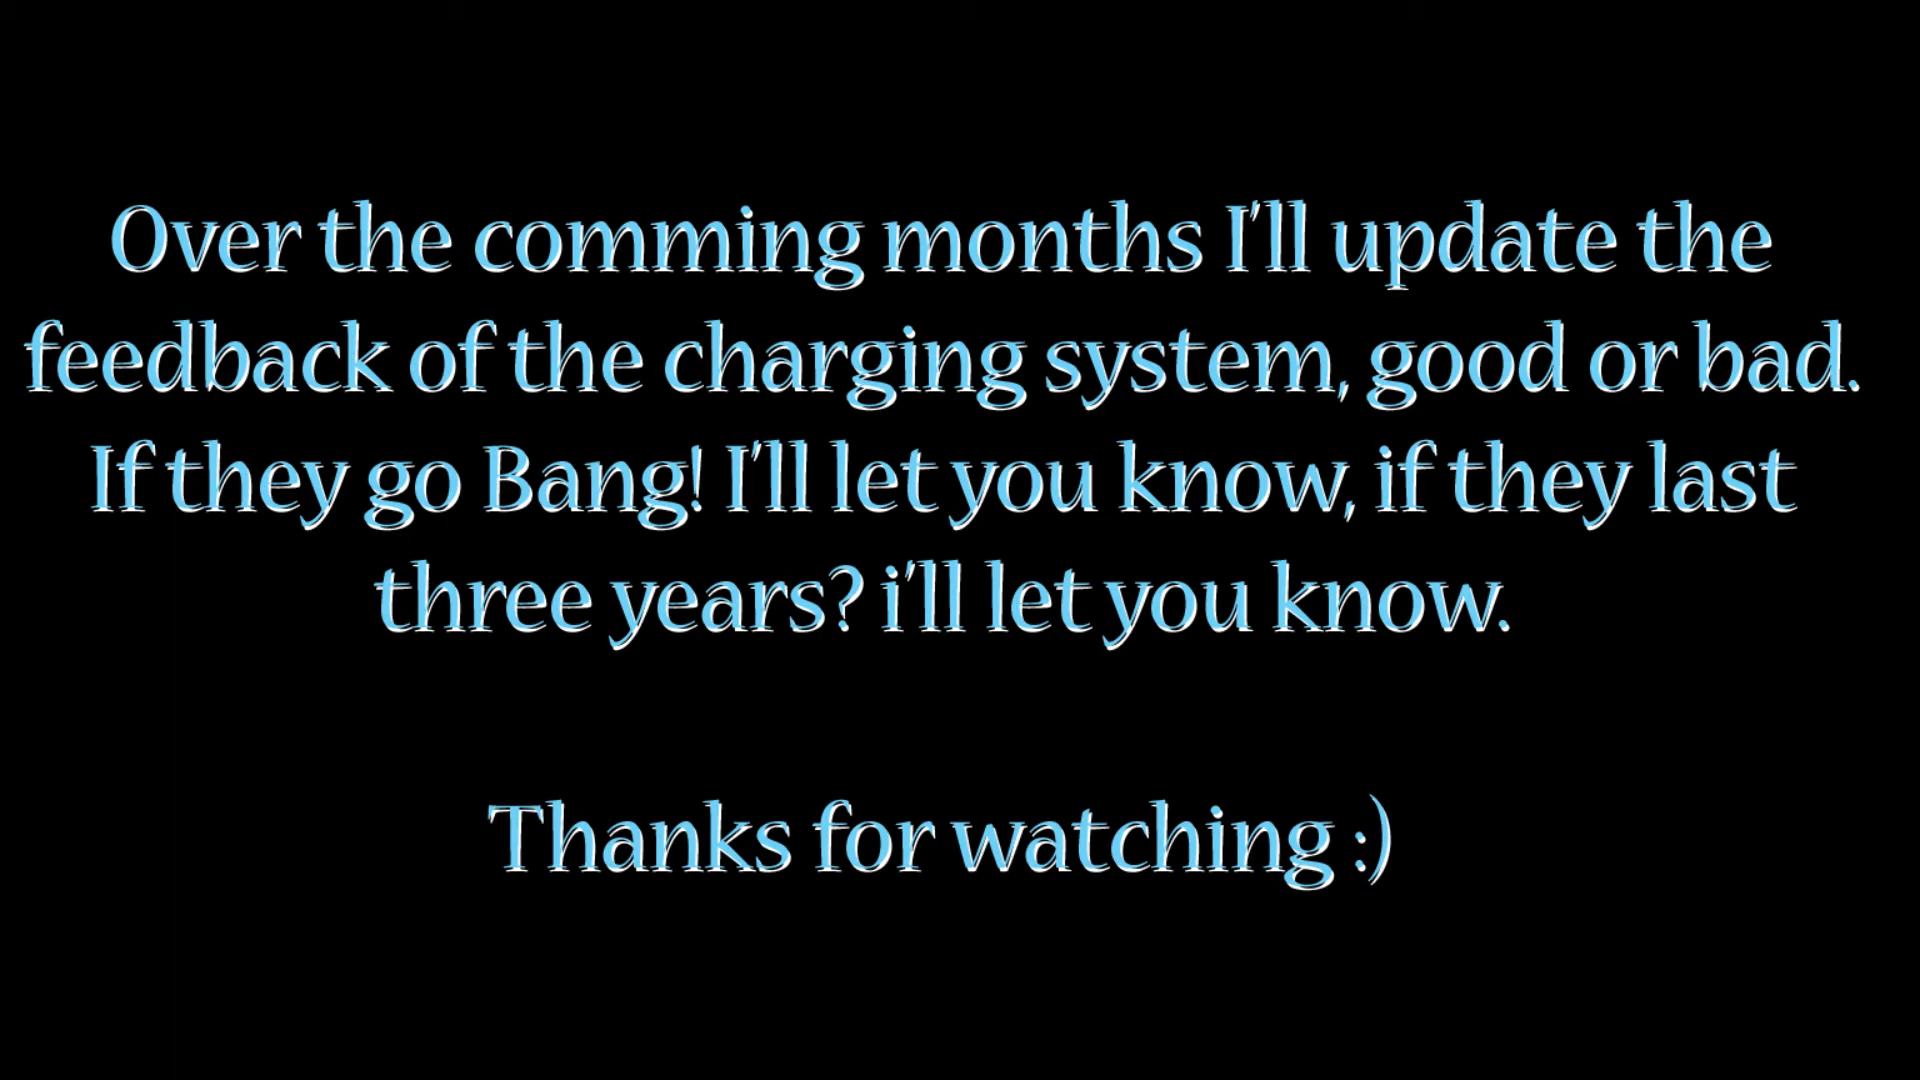 Over the comming months I'll update the
feedback of the charging system, good or bad.
If they go Bang! I'll let you know, if they last
three years? i'll let you know.
Thanks for watching :)